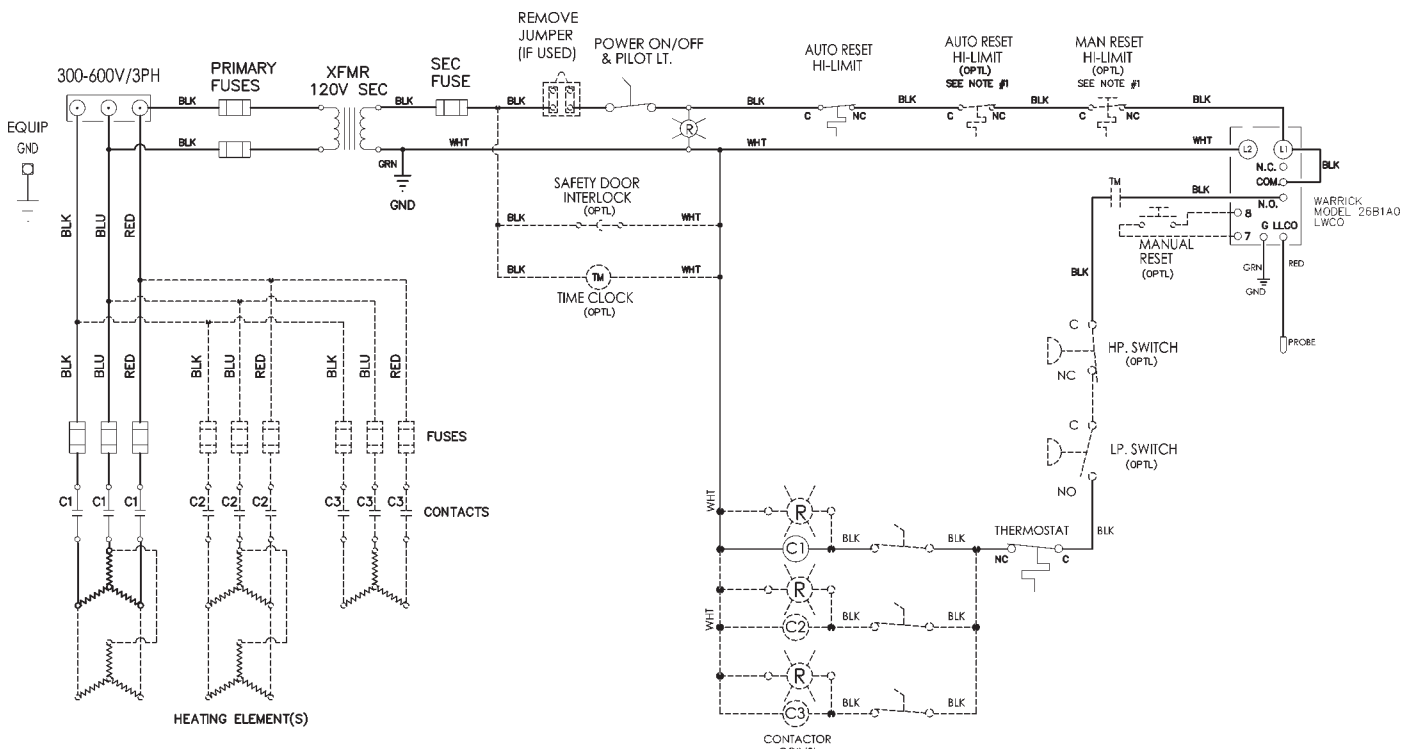 REMOVE
JUMPER
(IF USED)
POWER ON/OFF
& PILOT LT.
AUTO RESET
HI-LIMIT
AUTO RESET
HI-LIMIT
(OPTL)
SEE NOTE #1
MAN RESET
HI-LIMIT
(OPTL)
SEE NOTE #1
300-600V/3PH
PRIMARY
FUSES
XFMR
120V SEC
SEC
FUSE
BLK
BLK
BLK
BLK
C
NC
BLK
C
NC
BLK
C
NC
BLK
EQUIP
GND
R
BLK
WHT
WHT
WHT
L2
L1
BLK
GRN
GND
N.C.
COM.
N.O.
TM
BLK
WARRICK
MODEL 26B1A0
LWCO
SAFETY DOOR
INTERLOCK
(OPTL)
BLK
WHT
8
7
G
LLCO
MANUAL
RESET
(OPTL)
BLK
BLU
RED
BLK
TM
WHT
TIME CLOCK
(OPTL)
BLK
GRN
GND
RED
PROBE
C
HP. SWITCH
(OPTL)
NC
BLK
BLU
RED
BLK
BLU
RED
BLK
BLU
RED
FUSES
C
LP. SWITCH
(OPTL)
NO
C1
C1
C1
C2
C2
C2
C3
C3
C3
CONTACTS
WHT
R
C1
BLK
BLK
THERMOSTAT
NC
C
BLK
WHT
R
C2
BLK
BLK
R
C3
BLK
BLK
HEATING ELEMENT(S)
CONTACTOR